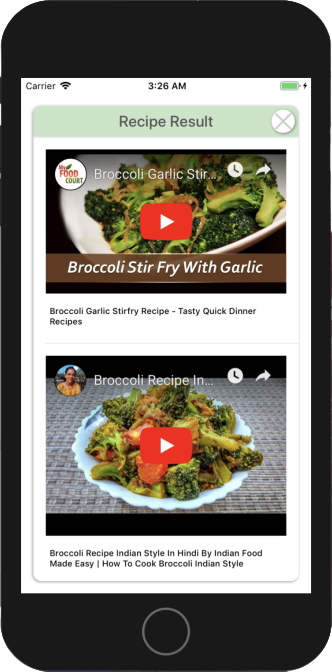 Carrier
3:26 AM
Recipe Result
My
FOOD
COURT
Broccoli Garlic Stir...
Broccoli Stir Fry With Garlic
Broccoli Garlic Stirfry Recipe - Tasty Quick Dinner
Recipes
Broccoli Recipe In...
Broccoli Recipe Indian Style In Hindi By Indian Food
Made Easy | How To Cook Broccoli Indian Style